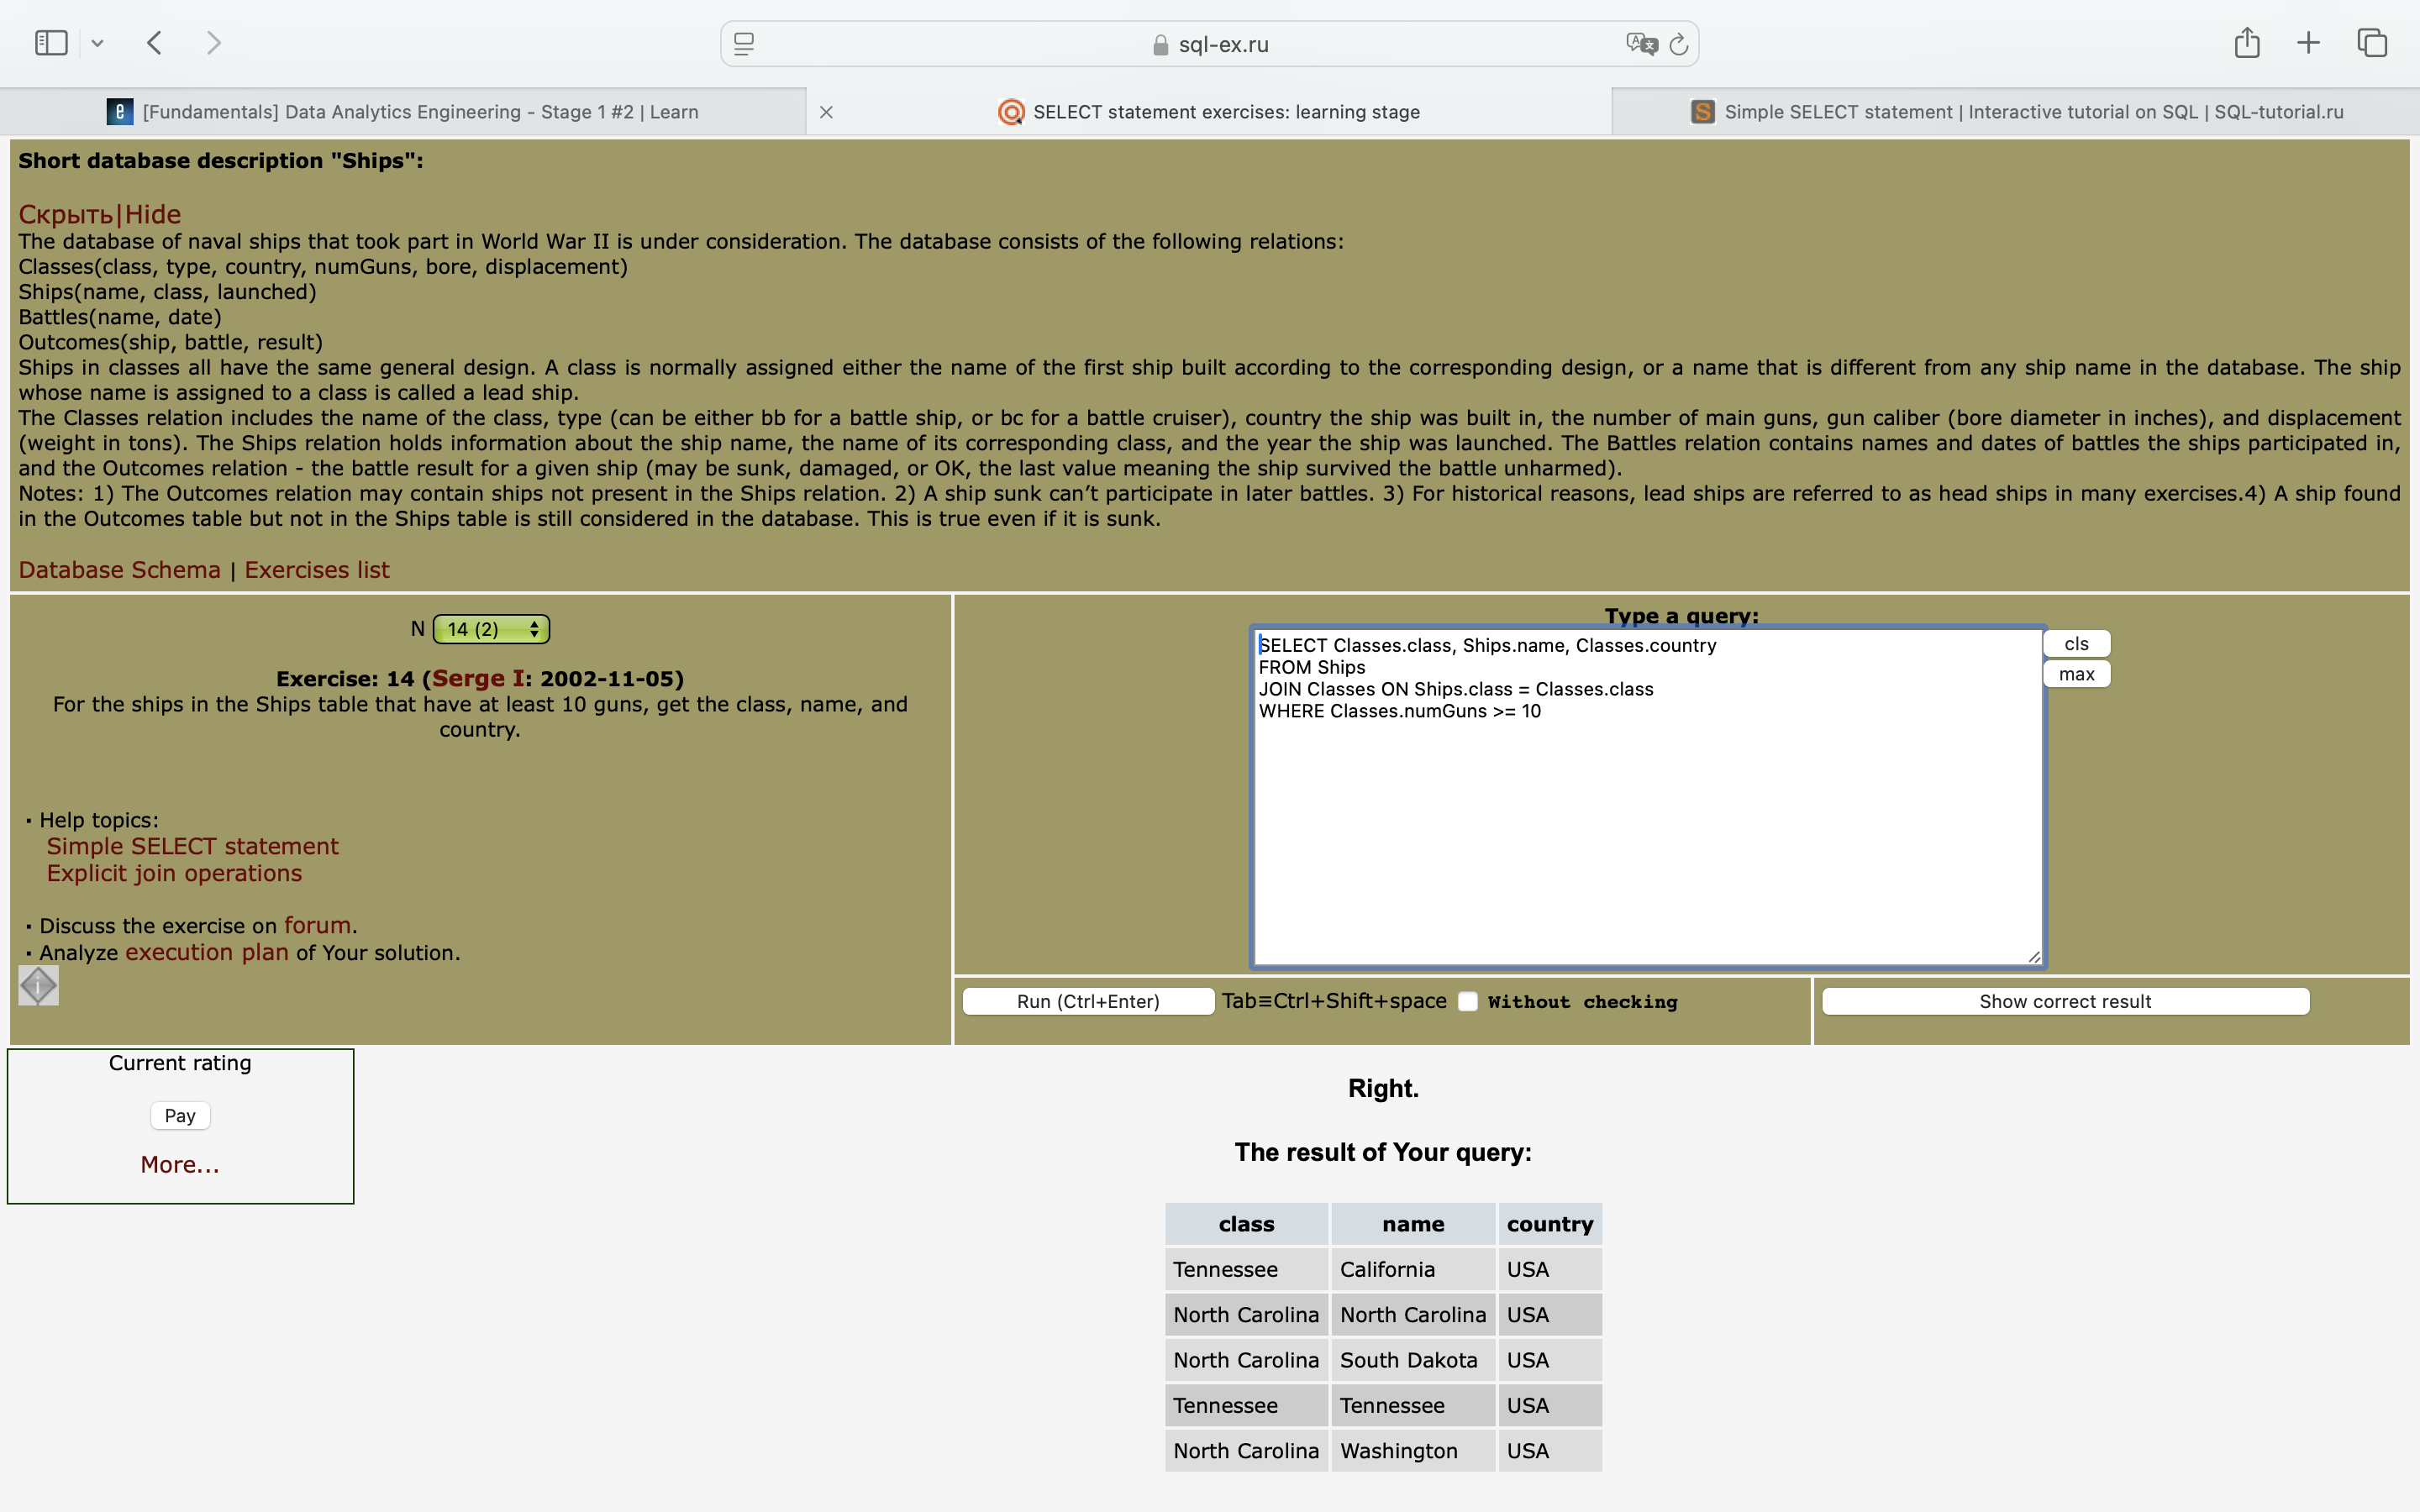 sql-ex.ru
[Fundamentals] Data Analytics Engineering - Stage 1 #2 | Learn
SELECT statement exercises: learning stage
Simple SELECT statement | Interactive tutorial on SQL | SQL-tutorial.ru
Short database description "Ships":
Скрыть|Hide
The database of naval ships that took part in World War II is under consideration. The database consists of the following relations:
Classes(class, type, country, numGuns, bore, displacement)
Ships(name, class, launched)
Battles(name, date)
Outcomes(ship, battle, result)
Ships in classes all have the same general design. A class is normally assigned either the name of the first ship built according to the corresponding design, or a name that is different from any ship name in the database. The ship
whose name is assigned to a class is called a lead ship.
The Classes relation includes the name of the class, type (can be either bb for a battle ship, or bc for a battle cruiser), country the ship was built in, the number of main guns, gun caliber (bore diameter in inches), and displacement
(weight in tons). The Ships relation holds information about the ship name, the name of its corresponding class, and the year the ship was launched. The Battles relation contains names and dates of battles the ships participated in,
and the Outcomes relation - the battle result for a given ship (may be sunk, damaged, or OK, the last value meaning the ship survived the battle unharmed).
Notes: 1) The Outcomes relation may contain ships not present in the Ships relation. 2) A ship sunk can’t participate in later battles. 3) For historical reasons, lead ships are referred to as head ships in many exercises.4) A ship found
in the Outcomes table but not in the Ships table is still considered in the database. This is true even if it is sunk.
Database Schema | Exercises list
N 14 (2)
Exercise: 14 (Serge I: 2002-11-05)
For the ships in the Ships table that have at least 10 guns, get the class, name, and
country.
· Help topics:
Simple SELECT statement
Explicit join operations
· Discuss the exercise on forum.
· Analyze execution plan of Your solution.
Type a query:
SELECT Classes.class, Ships.name, Classes.country
FROM Ships
JOIN Classes ON Ships.class = Classes.class
WHERE Classes.numGuns >= 10
cls
max
Run (Ctrl+Enter) Tab≡Ctrl+Shift+space Without checking
Show correct result
Current rating
Pay
More...
Right.
The result of Your query:
class name country
Tennessee California USA
North Carolina North Carolina USA
North Carolina South Dakota USA
Tennessee Tennessee USA
North Carolina Washington USA